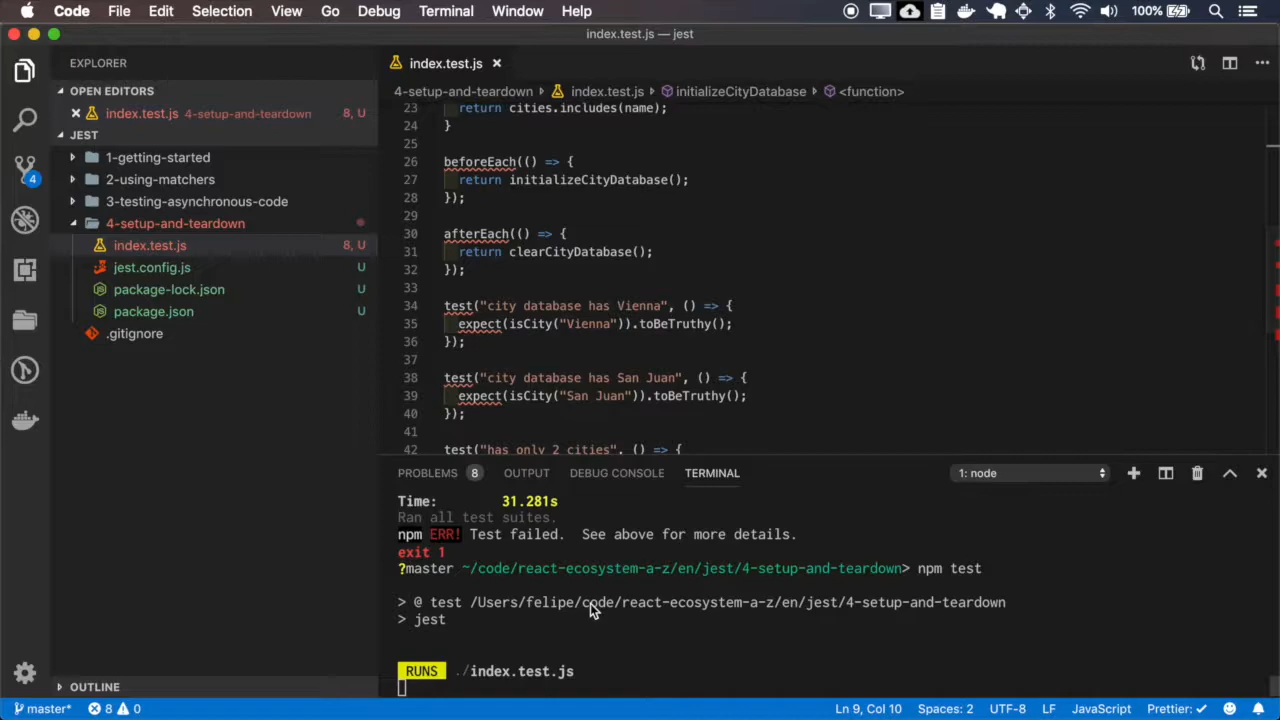 Code File Edit Selection View Go Debug Terminal Window Help 100%
index.test.js — jest
EXPLORER
OPEN EDITORS
index.test.js 4-setup-and-teardown 8, U
JEST
1-getting-started
2-using-matchers
3-testing-asynchronous-code
4-setup-and-teardown
index.test.js 8, U
jest.config.js U
package-lock.json U
package.json U
.gitignore
4
OUTLINE
index.test.js
4-setup-and-teardown index.test.js initializeCityDatabase <function>
23 return cities.includes(name);
24 }
25
26 beforeEach(() => {
27 return initializeCityDatabase();
28 });
29
30 afterEach(() => {
31 return clearCityDatabase();
32 });
33
34 test("city database has Vienna", () => {
35 expect(isCity("Vienna")).toBeTruthy();
36 });
37
38 test("city database has San Juan", () => {
39 expect(isCity("San Juan")).toBeTruthy();
40 });
41
42 test("has only 2 cities", () => {
PROBLEMS 8 OUTPUT DEBUG CONSOLE TERMINAL 1: node
Time: 31.281s
Ran all test suites.
npm ERR! Test failed. See above for more details.
exit 1
?master ~/code/react-ecosystem-a-z/en/jest/4-setup-and-teardown> npm test
> @ test /Users/felipe/code/react-ecosystem-a-z/en/jest/4-setup-and-teardown
> jest
RUNS ./index.test.js
master* 8 0 Ln 9, Col 10 Spaces: 2 UTF-8 LF JavaScript Prettier: ✓